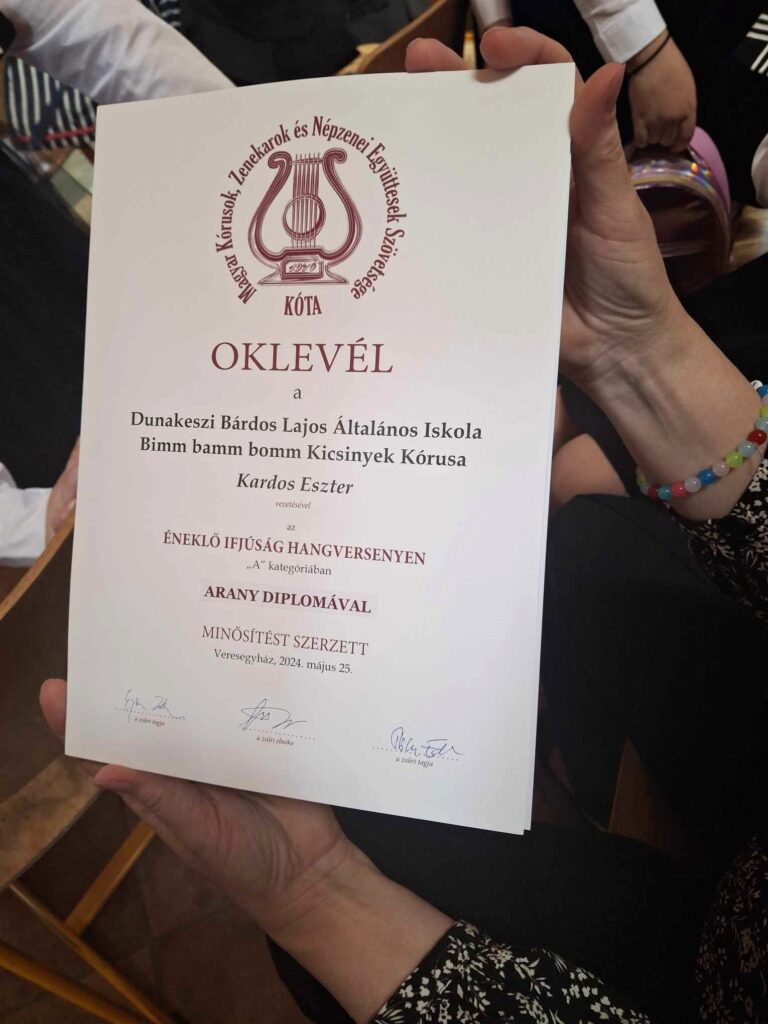 Magyar Kórusok, Zenekarok és Népzenei Együttesek Szövetsége
KÓTA
OKLEVÉL
a
Dunakeszi Bárdos Lajos Általános Iskola
Bimm bamm bomm Kicsinyek Kórusa
Kardos Eszter
vezetésével
az
ÉNEKLŐ IFJÚSÁG HANGVERSENYEN
„A" kategóriában
ARANY DIPLOMÁVAL
MINŐSÍTÉST SZERZETT
Veresegyház, 2024. május 25.
a zsűri tagja
a zsűri elnöke
a zsűri tagja